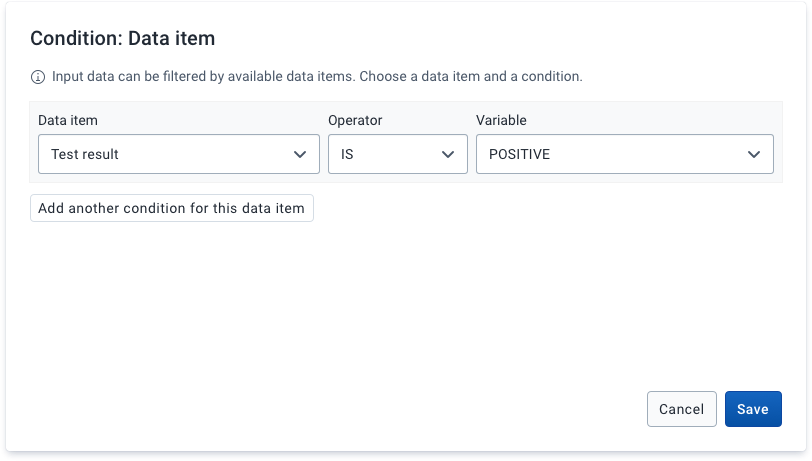 Condition: Data item
Input data can be filtered by available data items. Choose a data item and a condition.
Data item Operator Variable
Test result IS POSITIVE
Add another condition for this data item
Cancel Save